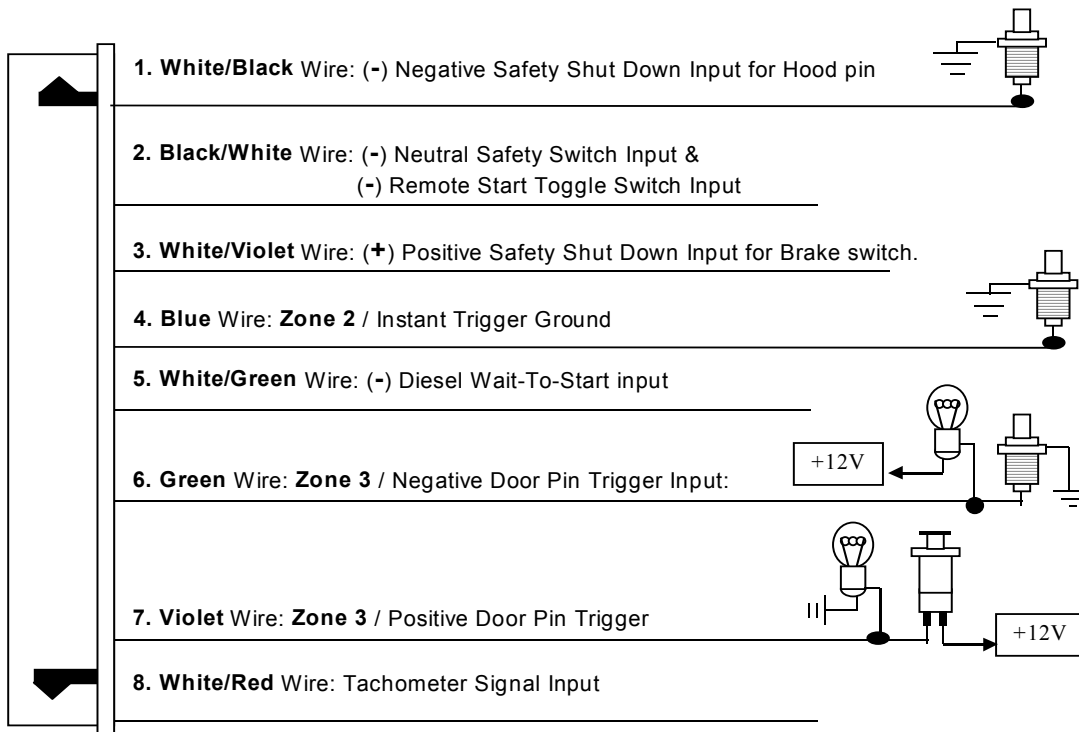 1. White/Black Wire: (-) Negative Safety Shut Down Input for Hood pin
2. Black/White Wire: (-) Neutral Safety Switch Input &
(-) Remote Start Toggle Switch Input
3. White/Violet Wire: (+) Positive Safety Shut Down Input for Brake switch.
4. Blue Wire: Zone 2 / Instant Trigger Ground
5. White/Green Wire: (-) Diesel Wait-To-Start input
+12V
6. Green Wire: Zone 3 / Negative Door Pin Trigger Input:
7. Violet Wire: Zone 3 / Positive Door Pin Trigger
+12V
8. White/Red Wire: Tachometer Signal Input